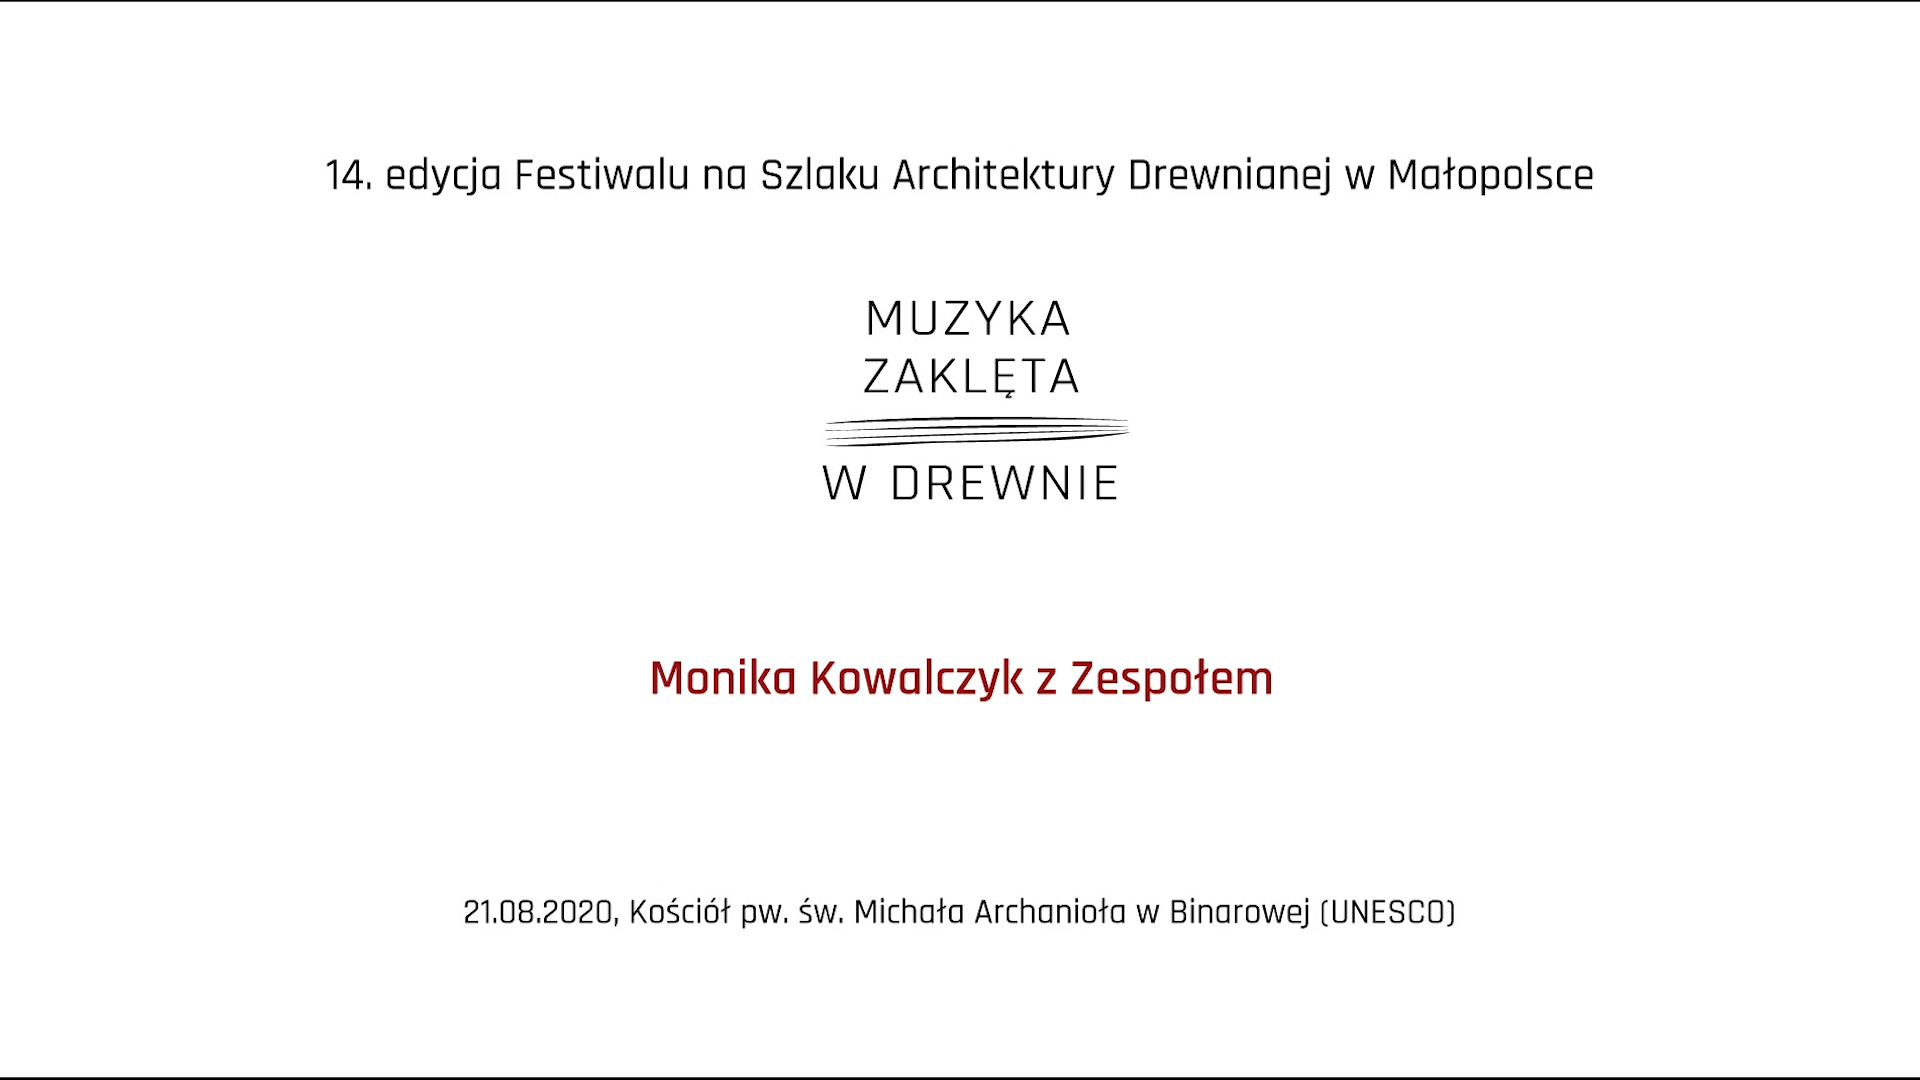 14. edycja Festiwalu na Szlaku Architektury Drewnianej w Małopolsce
MUZYKA
ZAKLĘTA
W DREWNIE
Monika Kowalczyk z Zespołem
21.08.2020, Kościół pw. św. Michała Archanioła w Binarowej (UNESCO)